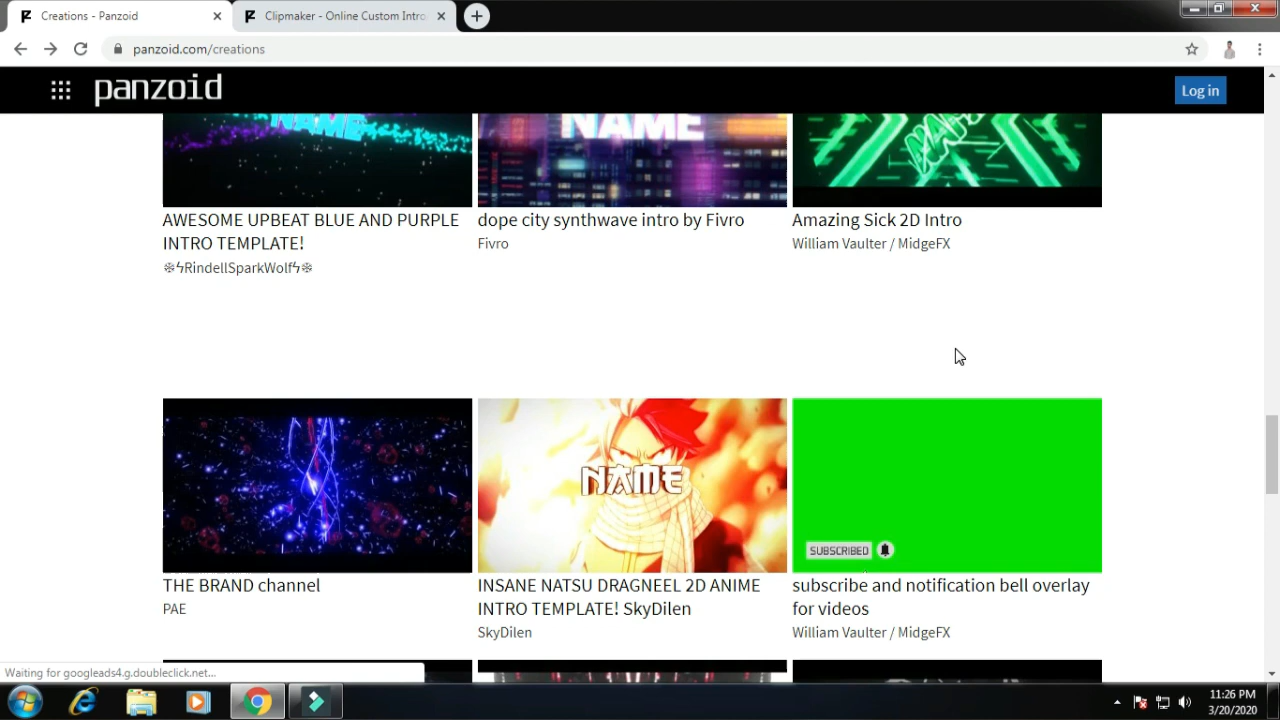 Creations - Panzoid
Clipmaker - Online Custom Intro
panzoid.com/creations
panzoid
Log in
NAME
NAME
NAME
AWESOME UPBEAT BLUE AND PURPLE
INTRO TEMPLATE!
❄ϟRindellSparkWolfϟ❄
dope city synthwave intro by Fivro
Fivro
Amazing Sick 2D Intro
William Vaulter / MidgeFX
NAME
SUBSCRIBED
THE BRAND channel
PAE
INSANE NATSU DRAGNEEL 2D ANIME
INTRO TEMPLATE! SkyDilen
SkyDilen
subscribe and notification bell overlay
for videos
William Vaulter / MidgeFX
Waiting for googleads4.g.doubleclick.net...
11:26 PM
3/20/2020